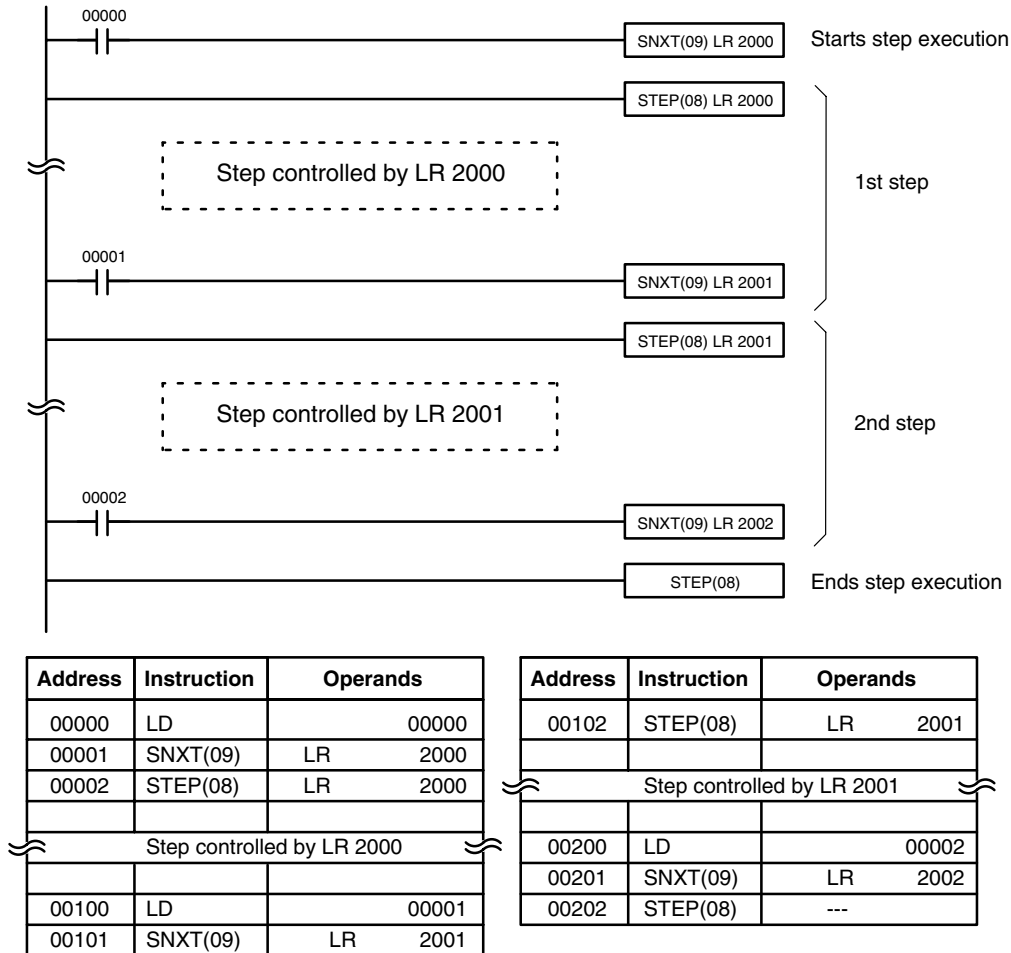 00000
SNXT(09) LR 2000 Starts step execution
STEP(08) LR 2000
Step controlled by LR 2000
1st step
00001
SNXT(09) LR 2001
STEP(08) LR 2001
Step controlled by LR 2001
2nd step
00002
SNXT(09) LR 2002
STEP(08) Ends step execution
Address Instruction Operands
00000 LD 00000
00001 SNXT(09) LR 2000
00002 STEP(08) LR 2000
Step controlled by LR 2000
00100 LD 00001
00101 SNXT(09) LR 2001
Address Instruction Operands
00102 STEP(08) LR 2001
Step controlled by LR 2001
00200 LD 00002
00201 SNXT(09) LR 2002
00202 STEP(08) ---